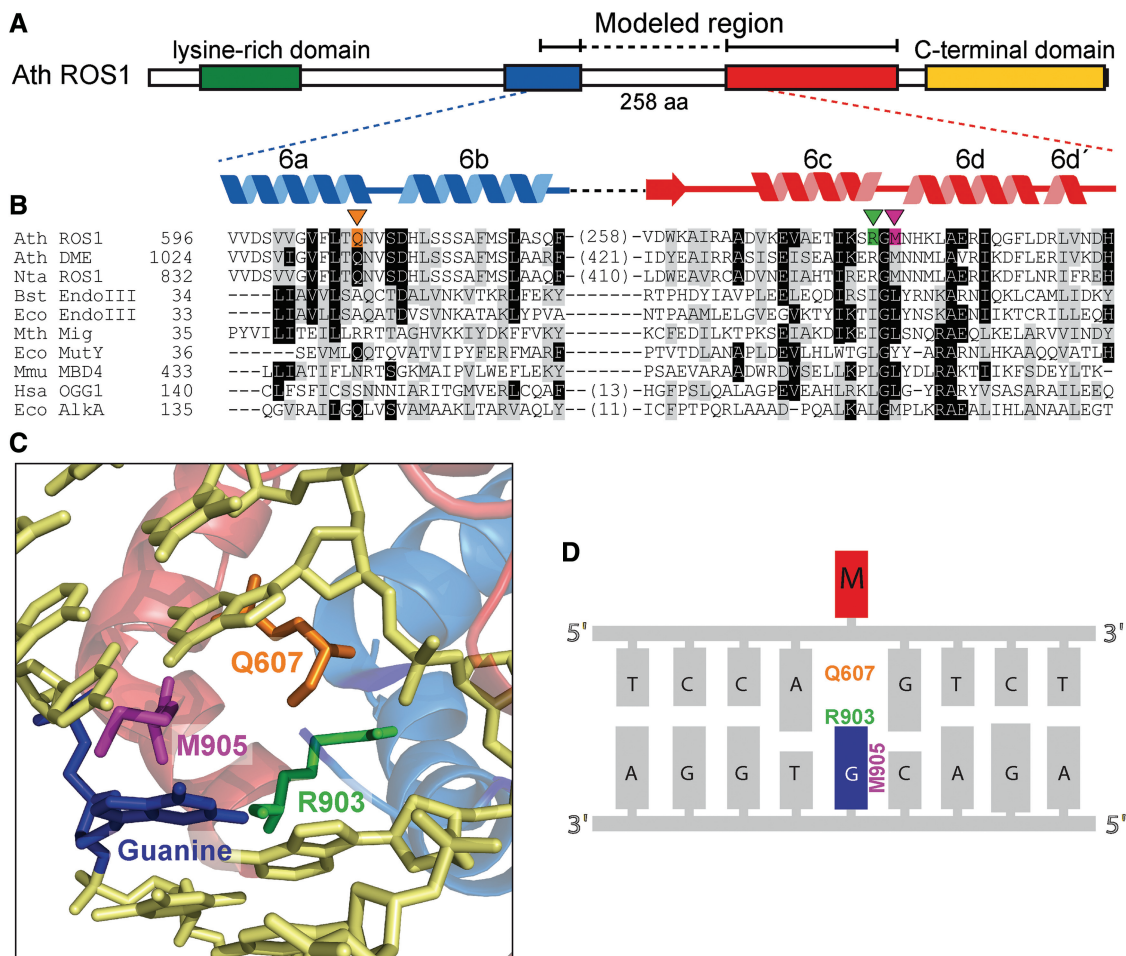 A
Modeled region
lysine-rich domain
C-terminal domain
Ath ROS1
258 aa
6a 6b 6c 6d 6d´
B
Ath ROS1 596 VVDSVVGVFLTQNVSDHLSSSAFMSLASQF-(258)-VDWKAIRAADVKEVAETIKSRGMNHKLAERIQGFLDRLVNDH
Ath DME 1024 VVDSVIGVFLTQNVSDHLSSSAFMSLAARF-(421)-IDYEAIRRASISEISEAIKERGMNNMLAVRIKDFLERIVKDH
Nta ROS1 832 VVDSVVGVFLTQNVSDHLSSSAFMSLAAQF-(410)-LDWEAVRCADVNEIAHTIRERGMNNMLAERIKDFLNRIFREH
Bst EndoIII 34 ----LIAVVLSAQCTDALVNKVTKRLFEKY-------RTPHDYIAVPLEELEQDIRSIGLYRNKARNIQKLCAMLIDKY
Eco EndoIII 33 ----LIAVLLSAQATDVSVNKATAKLYPVA-------NTPAAMLELGVEGVKTYIKTIGLYNSKAENIIKTCRILLEQH
Mth Mig 35 PYVILITEILLRRTTAGHVKKIYDKFFVKY-------KCFEDILKTPKSEIAKDIKEIGLSNQRAEQLKELARVVINDY
Eco MutY 36 ------SEVMLQQTQVATVIPYFERFMARF-------PTVTDLANAPLDEVLHLWTGLGYY-ARARNLHKAAQQVATLH
Mmu MBD4 433 --LLIATIFLNRTSGKMAIPVLWEFLEKY-------PSAEVARAADWRDVSELLKPLGLYDLRAKTIIKFSDEYLTK-
Hsa OGG1 140 --CLFSFICSSNNNIARITGMVERLCQAF--(13)-HGFPSLQALAGPEVEAHLRKLGLG-YRARYVSASARAILEEQ
Eco AlkA 135 --QGVRAILGQLVSVAMAAKLTARVAQLY--(11)-ICFPTPQRLAAAD-PQALKALGMPLKRAEALIHLANAALEGT
C
Q607
M905
R903
Guanine
D
M
5' 3'
T C C A Q607 G T C T
R903
A G G T G M905 C A G A
3' 5'